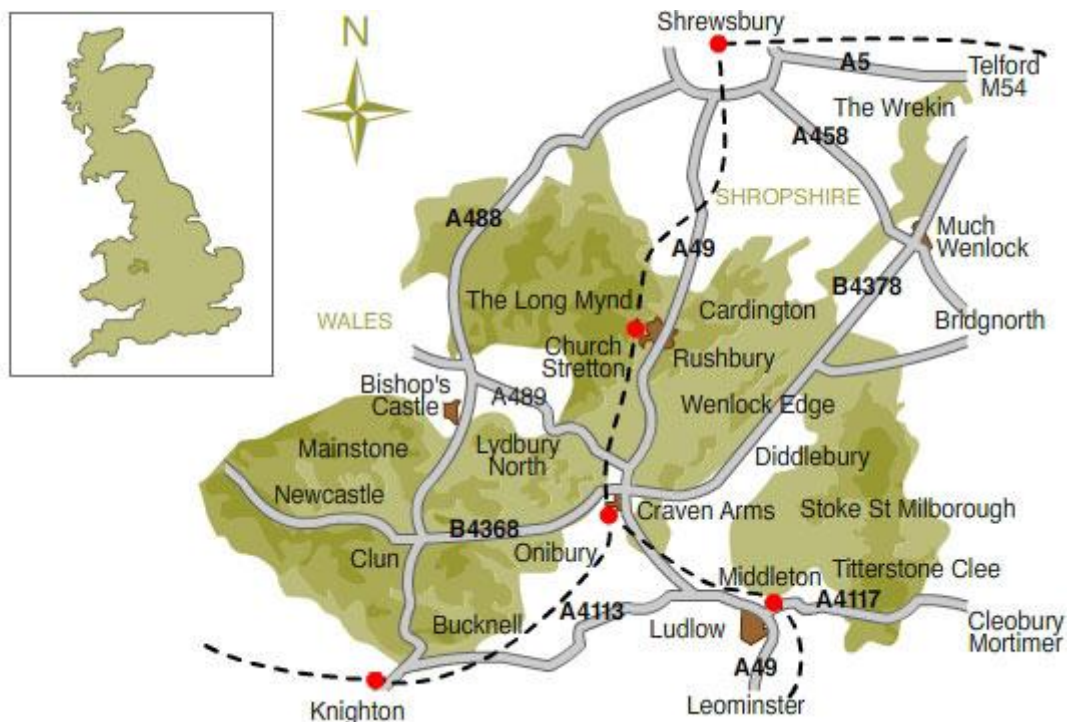 Shrewsbury
N
A5
Telford
M54
The Wrekin
A458
SHROPSHIRE
A488
A49
Much
Wenlock
B4378
The Long Mynd
Cardington
WALES
Bridgnorth
Church
Stretton
Rushbury
Bishop's
Castle
A489
Wenlock Edge
Mainstone
Lydbury
North
Diddlebury
Newcastle
Craven Arms
Stoke St Milborough
B4368
Clun
Onibury
Middleton
Titterstone Clee
A4113
A4117
Bucknell
Ludlow
Cleobury
Mortimer
A49
Knighton
Leominster